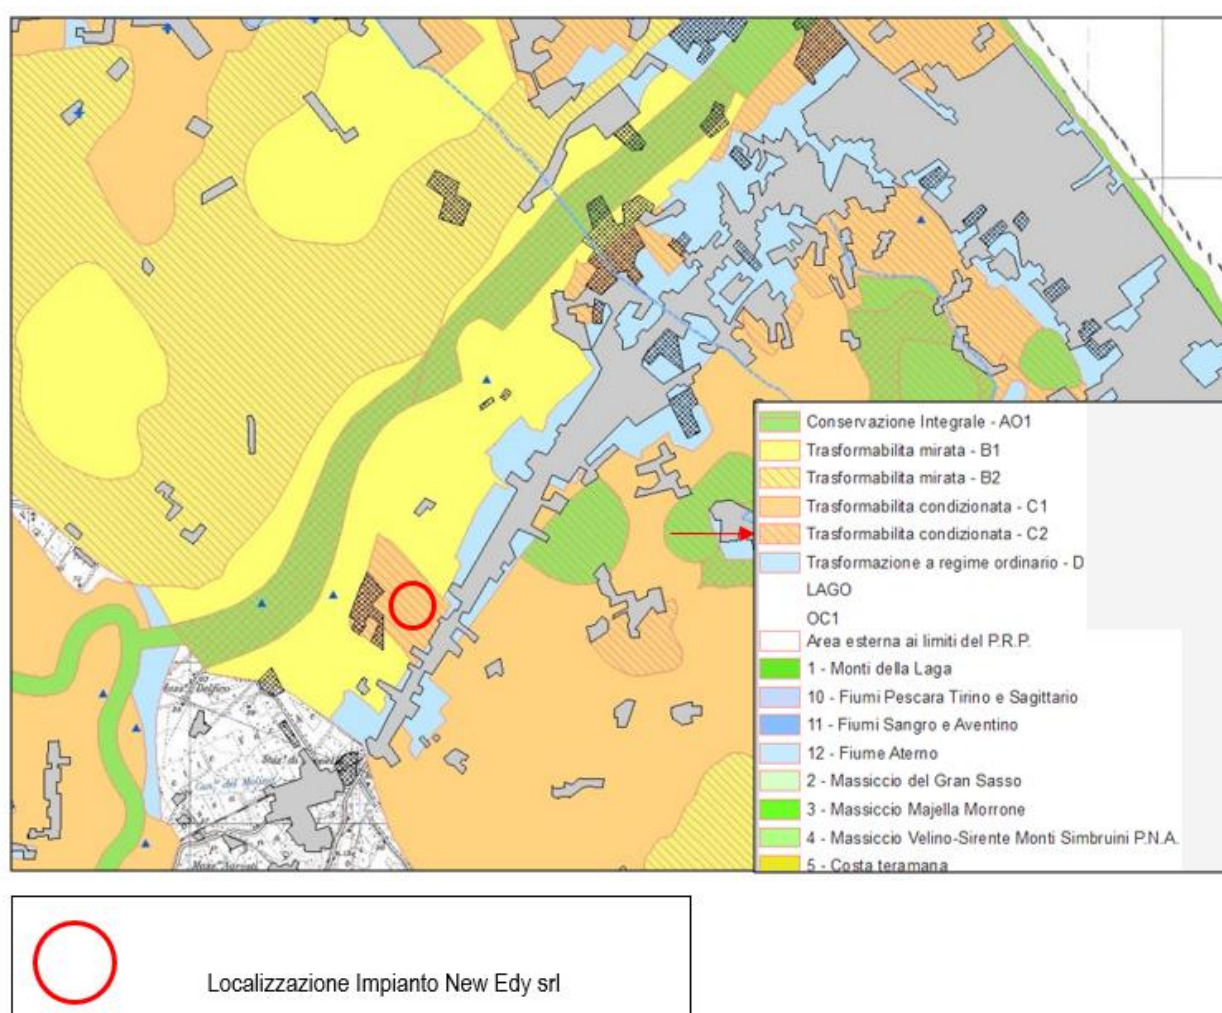 Conservazione Integrale - AO1
Trasformabilita mirata - B1
Trasformabilita mirata - B2
Trasformabilita condizionata - C1
Trasformabilita condizionata - C2
Trasformazione a regime ordinario - D
LAGO
OC1
Area esterna ai limiti del P.R.P.
1 - Monti della Laga
10 - Fiumi Pescara Tirino e Sagittario
11 - Fiumi Sangro e Aventino
12 - Fiume Aterno
2 - Massiccio del Gran Sasso
3 - Massiccio Majella Morrone
4 - Massiccio Velino-Sirente Monti Simbruini P.N.A.
5 - Costa teramana
Delfico
Localizzazione Impianto New Edy srl